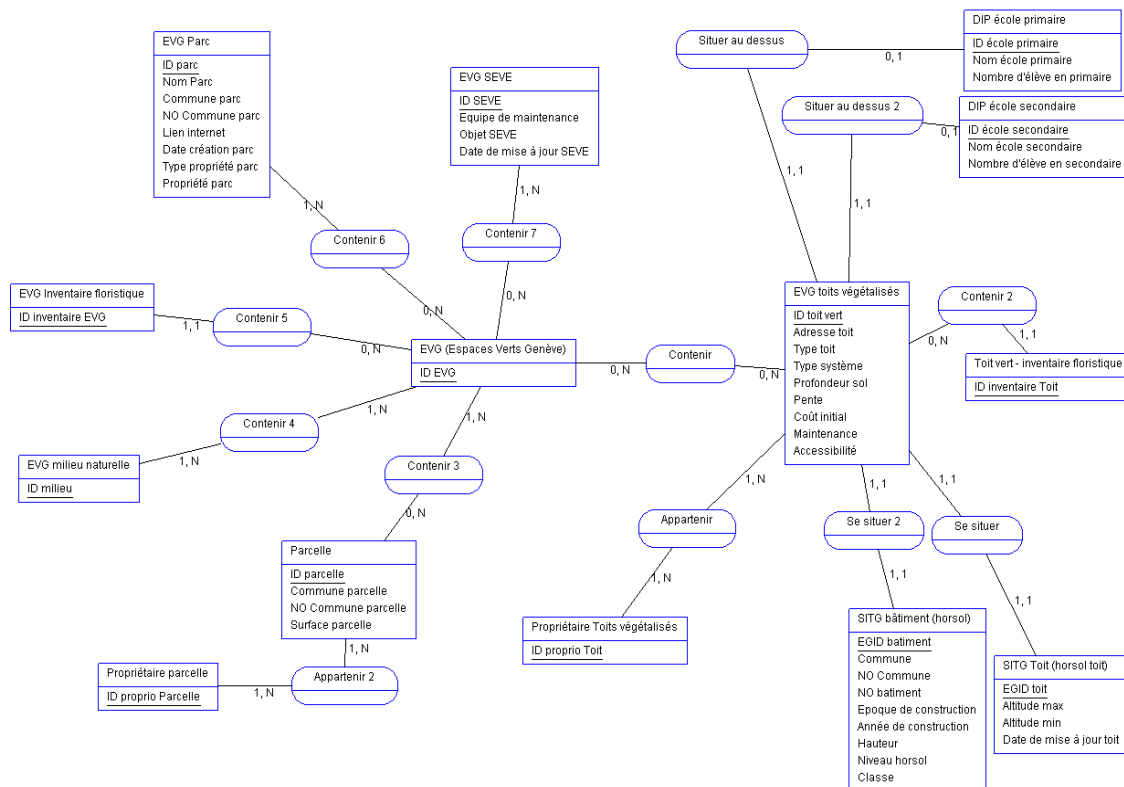 EVG Parc
ID parc
Nom Parc
Commune parc
NO Commune parc
Lien internet
Date création parc
Type propriété parc
Propriété parc
1, N
Contenir 6
0, N
EVG SEVE
ID SEVE
Equipe de maintenance
Objet SEVE
Date de mise à jour SEVE
1, N
Contenir 7
0, N
Situer au dessus
0, 1
1, 1
DIP école primaire
ID école primaire
Nom école primaire
Nombre d'élève en primaire
Situer au dessus 2
0, 1
1, 1
DIP école secondaire
ID école secondaire
Nom école secondaire
Nombre d'élève en secondaire
EVG Inventaire floristique
ID inventaire EVG
1, 1
Contenir 5
0, N
EVG (Espaces Verts Genève)
ID EVG
0, N
Contenir
0, N
EVG toits végétalisés
ID toit vert
Adresse toit
Type toit
Type système
Profondeur sol
Pente
Coût initial
Maintenance
Accessibilité
0, N
Contenir 2
1, 1
Toit vert - inventaire floristique
ID inventaire Toit
1, N
Contenir 4
1, N
EVG milieu naturelle
ID milieu
1, N
Contenir 3
0, N
Parcelle
ID parcelle
Commune parcelle
NO Commune parcelle
Surface parcelle
1, N
Appartenir 2
1, N
Propriétaire parcelle
ID proprio Parcelle
1, N
Appartenir
1, N
Propriétaire Toits végétalisés
ID proprio Toit
1, 1
Se situer 2
1, 1
SITG bâtiment (horsol)
EGID batiment
Commune
NO Commune
NO batiment
Epoque de construction
Année de construction
Hauteur
Niveau horsol
Classe
1, 1
Se situer
1, 1
SITG Toit (horsol toit)
EGID toit
Altitude max
Altitude min
Date de mise à jour toit